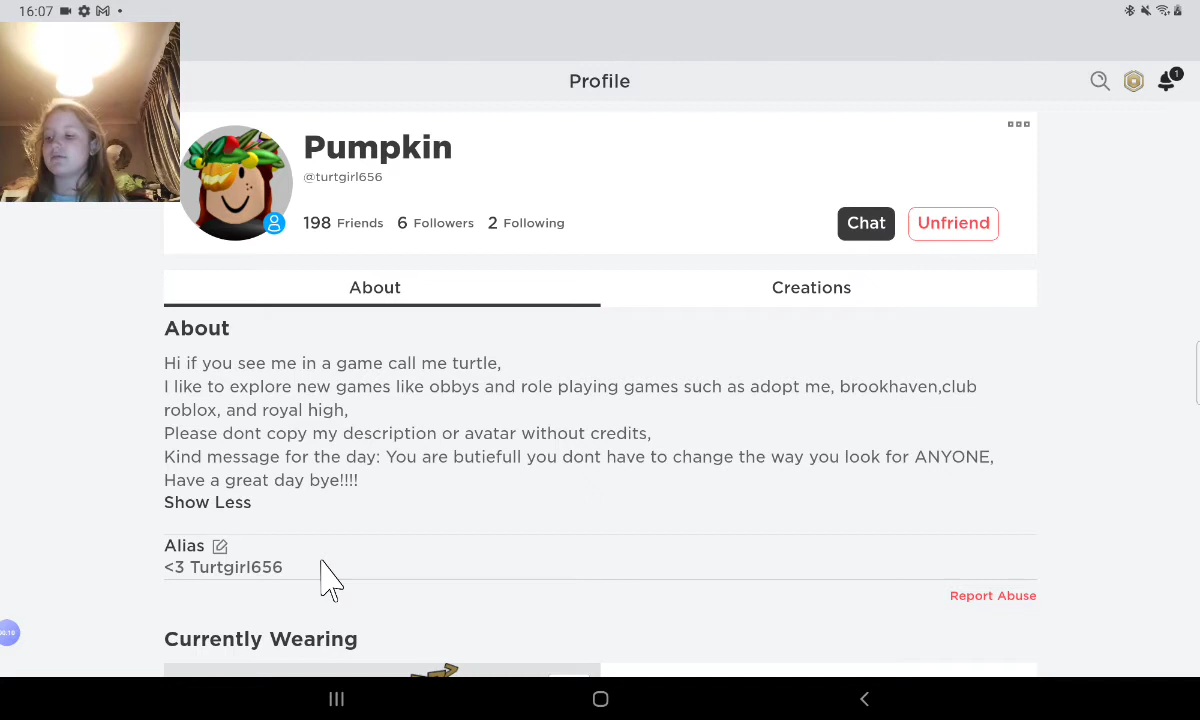 16:07
Profile
1
Pumpkin
@turtgirl656
198 Friends 6 Followers 2 Following
Chat
Unfriend
About
Creations
About
Hi if you see me in a game call me turtle,
I like to explore new games like obbys and role playing games such as adopt me, brookhaven,club
roblox, and royal high,
Please dont copy my description or avatar without credits,
Kind message for the day: You are butiefull you dont have to change the way you look for ANYONE,
Have a great day bye!!!!
Show Less
Alias
<3 Turtgirl656
Report Abuse
Currently Wearing